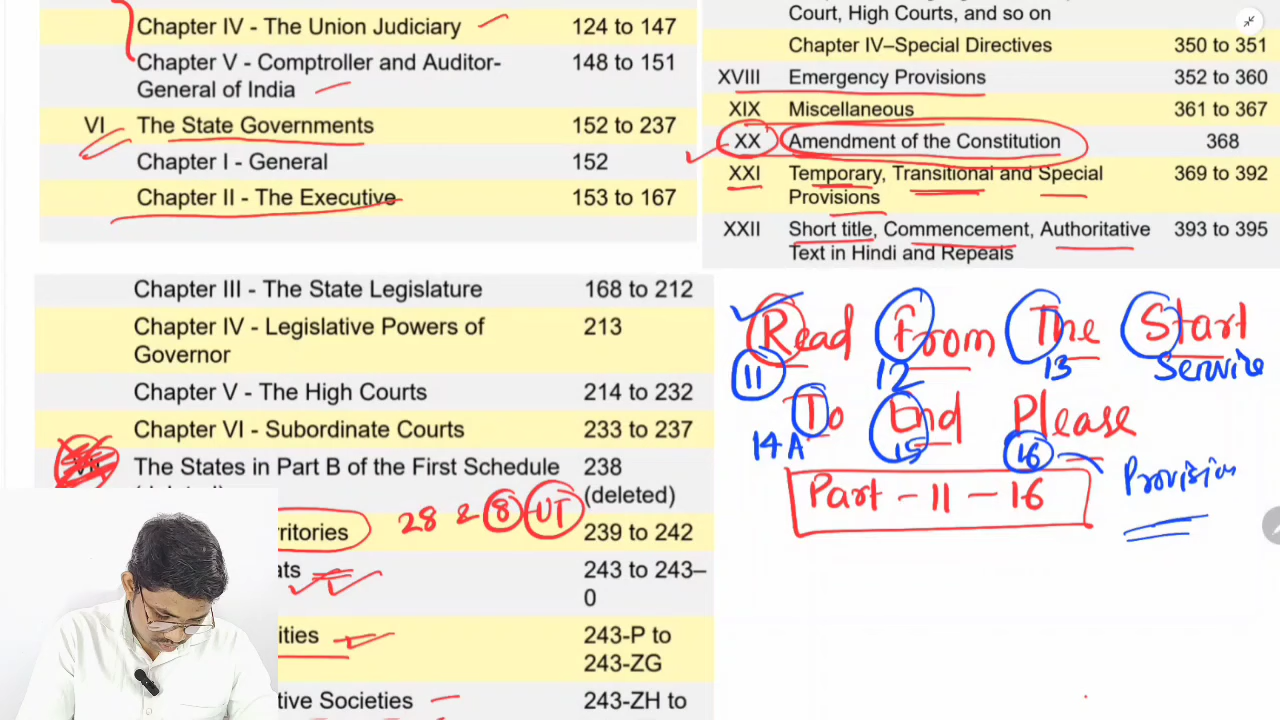 Chapter IV - The Union Judiciary 124 to 147
Chapter V - Comptroller and Auditor- 148 to 151
General of India
VI The State Governments 152 to 237
Chapter I - General 152
Chapter II - The Executive 153 to 167
Chapter III - The State Legislature 168 to 212
Chapter IV - Legislative Powers of 213
Governor
Chapter V - The High Courts 214 to 232
Chapter VI - Subordinate Courts 233 to 237
The States in Part B of the First Schedule 238
(deleted) (deleted)
28 & 8 - UT
ritories 239 to 242
ats 243 to 243–
0
ities 243-P to
243-ZG
tive Societies 243-ZH to
Court, High Courts, and so on
Chapter IV–Special Directives 350 to 351
XVIII Emergency Provisions 352 to 360
XIX Miscellaneous 361 to 367
XX Amendment of the Constitution 368
XXI Temporary, Transitional and Special 369 to 392
Provisions
XXII Short title, Commencement, Authoritative 393 to 395
Text in Hindi and Repeals
Read From The Start
11 12 13 Service
To End Please
14 A 15 16 Provision
Part - 11 - 16